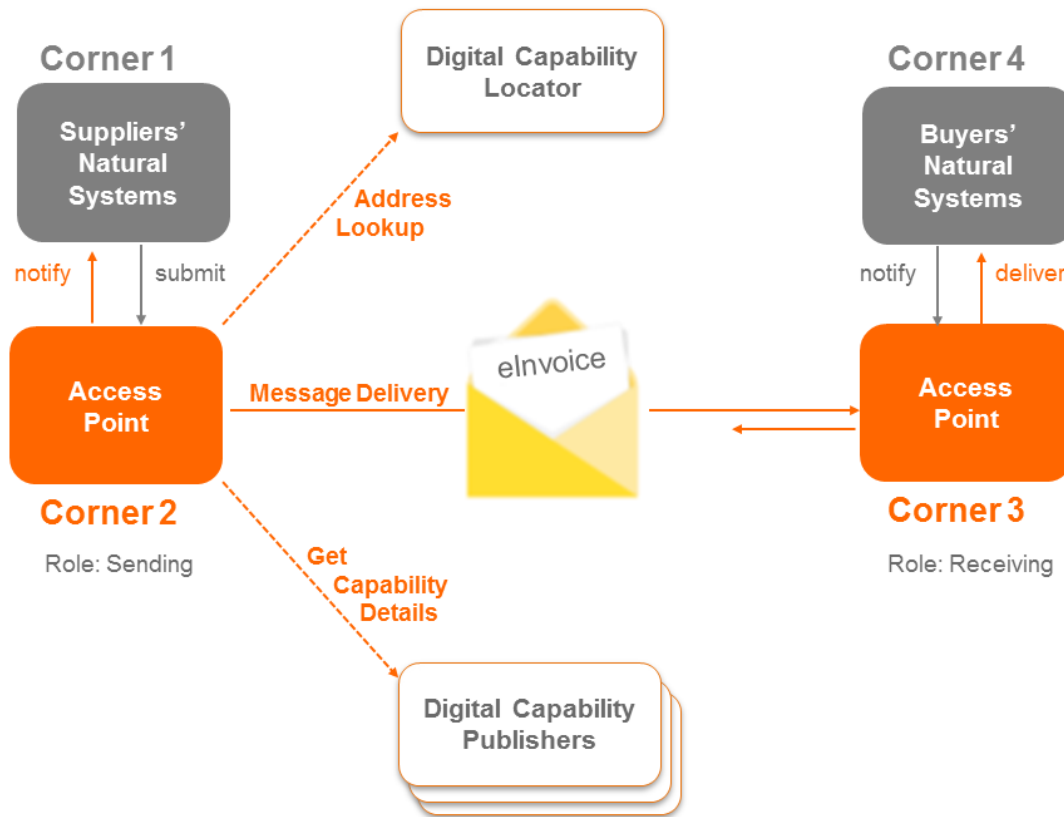 Corner 1
Suppliers'
Natural
Systems
notify
submit
Access
Point
Corner 2
Role: Sending
Digital Capability
Locator
Address
Lookup
Message Delivery
eInvoice
Get
Capability
Details
Digital Capability
Publishers
Corner 4
Buyers'
Natural
Systems
notify
deliver
Access
Point
Corner 3
Role: Receiving